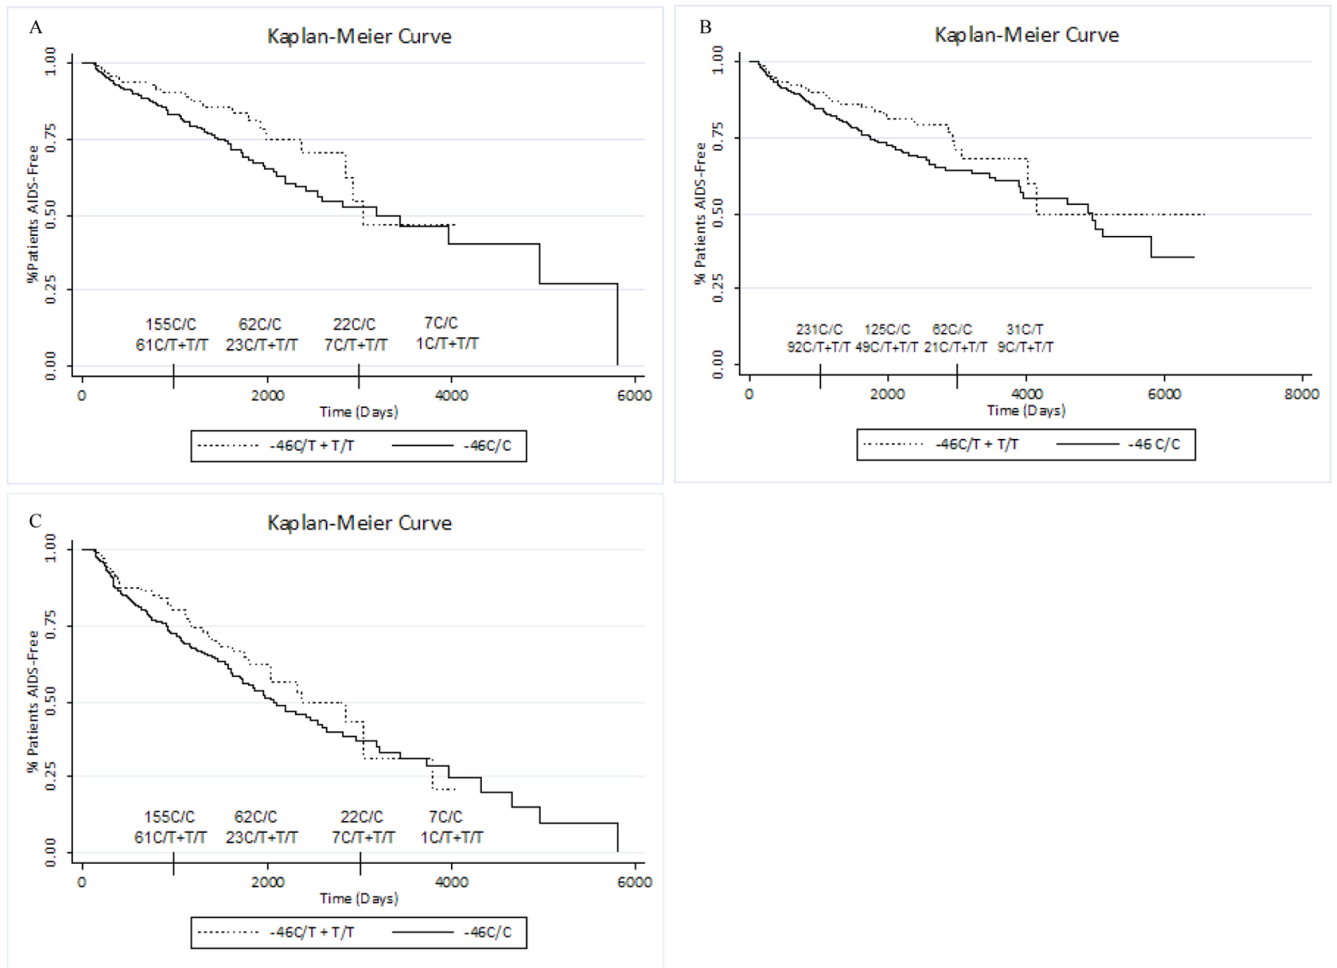 A
Kaplan-Meier Curve
%Patients AIDS-Free
1.00
0.75
0.50
0.25
0.00
155C/C 62C/C 22C/C 7C/C
61C/T+T/T 23C/T+T/T 7C/T+T/T 1C/T+T/T
0 2000 4000 6000
Time (Days)
-46C/T + T/T -46C/C
B
Kaplan-Meier Curve
% Patients AIDS-Free
1.00
0.75
0.50
0.25
0.00
231C/C 125C/C 62C/C 31C/T
92C/T+T/T 49C/T+T/T 21C/T+T/T 9C/T+T/T
0 2000 4000 6000 8000
Time (Days)
-46C/T + T/T -46 C/C
C
Kaplan-Meier Curve
% Patients AIDS-Free
1.00
0.75
0.50
0.25
0.00
155C/C 62C/C 22C/C 7C/C
61C/T+T/T 23C/T+T/T 7C/T+T/T 1C/T+T/T
0 2000 4000 6000
Time (Days)
-46C/T + T/T -46C/C